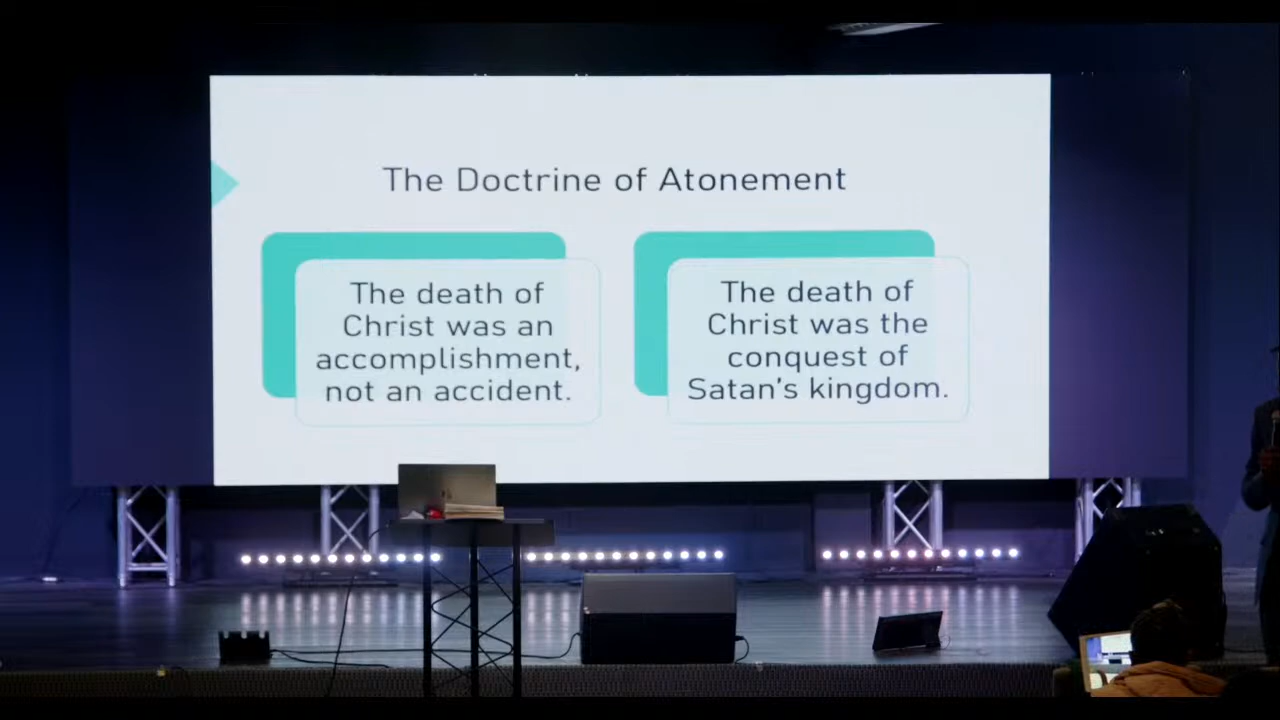 The Doctrine of Atonement
The death of
Christ was an
accomplishment,
not an accident.
The death of
Christ was the
conquest of
Satan's kingdom.